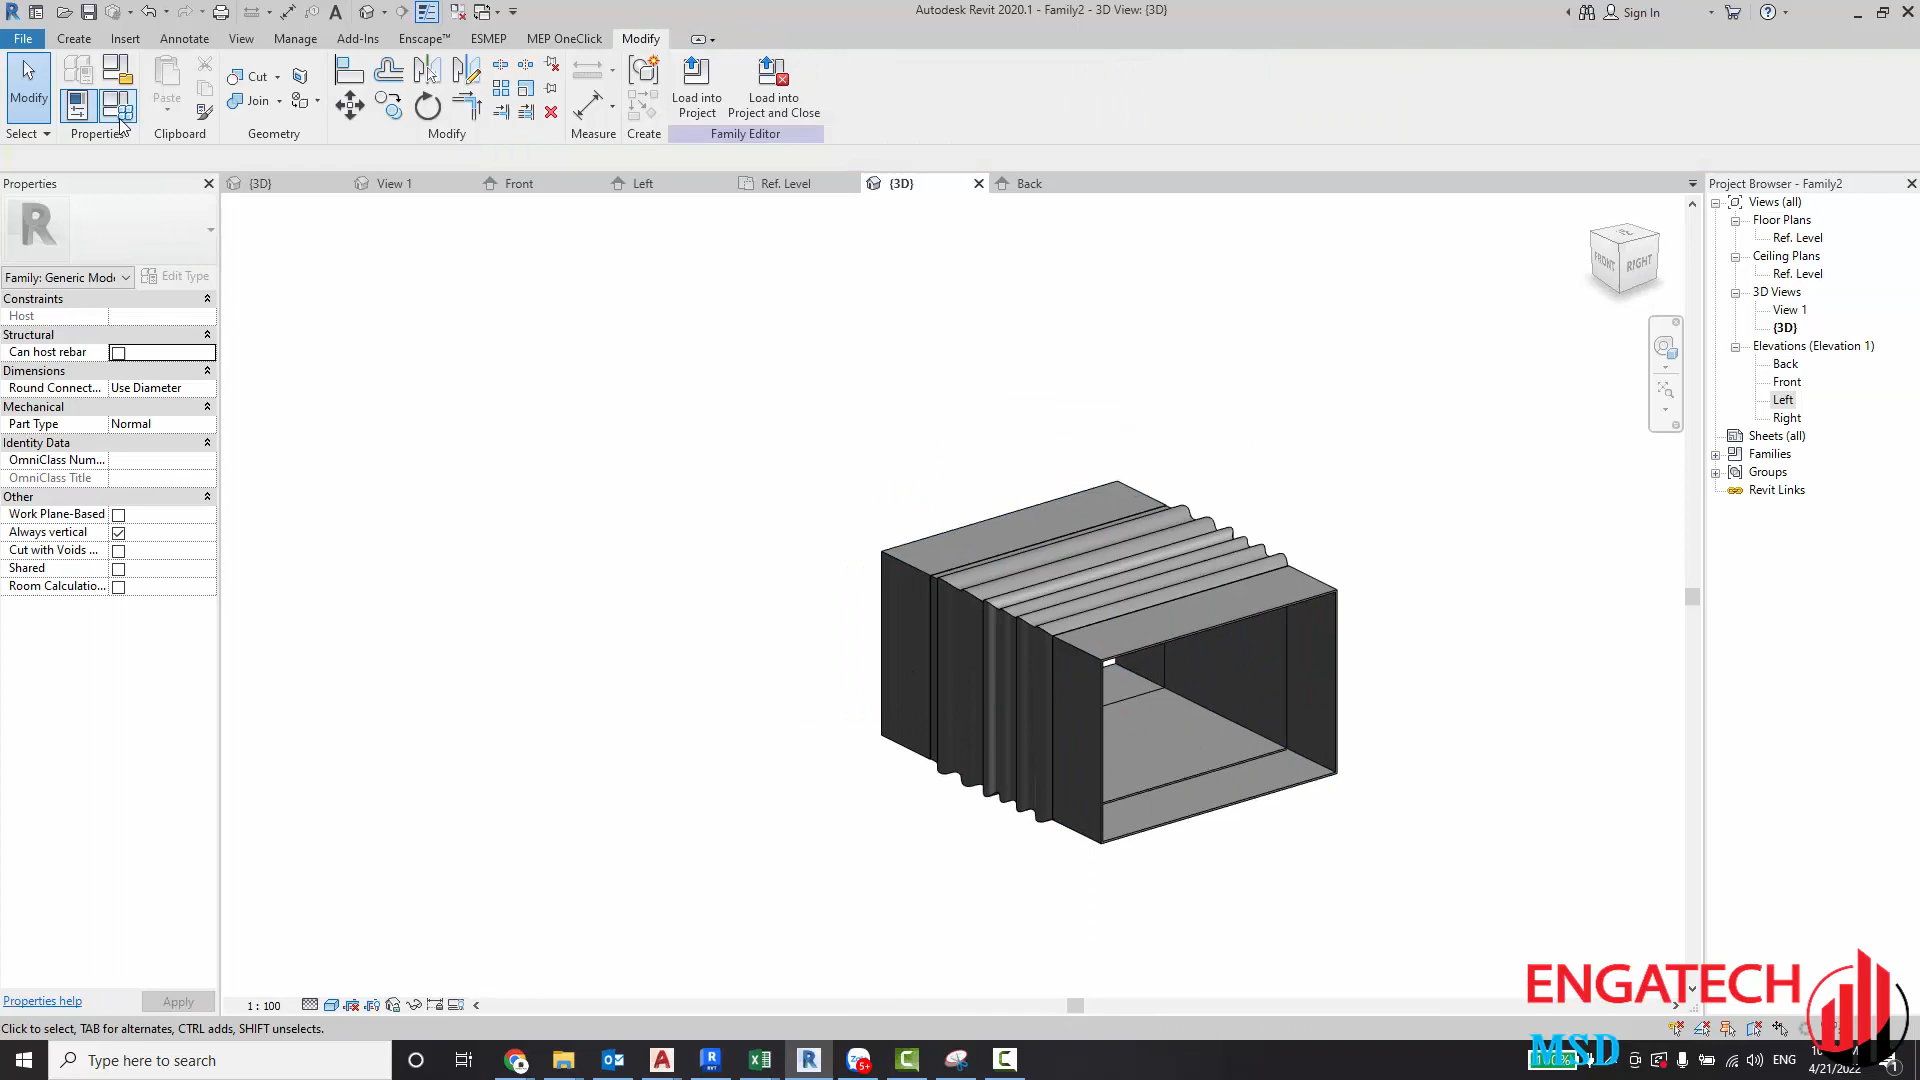 Autodesk Revit 2020.1 - Family2 - 3D View: {3D}
Sign In
File
Create
Insert
Annotate
View
Manage
Add-Ins
Enscape™
ESMEP
MEP OneClick
Modify
Modify
Paste
Cut
Join
Load into
Project
Load into
Project and Close
Select
Properties
Clipboard
Geometry
Modify
Measure
Create
Family Editor
Properties
{3D}
View 1
Front
Left
Ref. Level
{3D}
Back
Project Browser - Family2
Family: Generic Mod
Edit Type
Constraints
Host
Structural
Can host rebar
Dimensions
Round Connect... Use Diameter
Mechanical
Part Type Normal
Identity Data
OmniClass Num...
OmniClass Title
Other
Work Plane-Based
Always vertical
Cut with Voids ...
Shared
Room Calculatio...
Properties help
Apply
FRONT
RIGHT
Views (all)
Floor Plans
Ref. Level
Ceiling Plans
Ref. Level
3D Views
View 1
{3D}
Elevations (Elevation 1)
Back
Front
Left
Right
Sheets (all)
Families
Groups
Revit Links
1 : 100
Click to select, TAB for alternates, CTRL adds, SHIFT unselects.
ENGATECH
MSD
Type here to search
ENG
4/21/2022